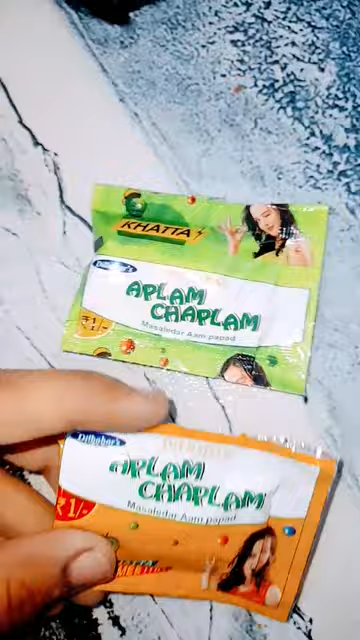 KHATTA
Dilbahar's
APLAM
CHAPLAM
Masaledar Aam papad
₹1/-
Dilbahar's
APLAM
CHAPLAM
Masaledar Aam papad
₹1/-